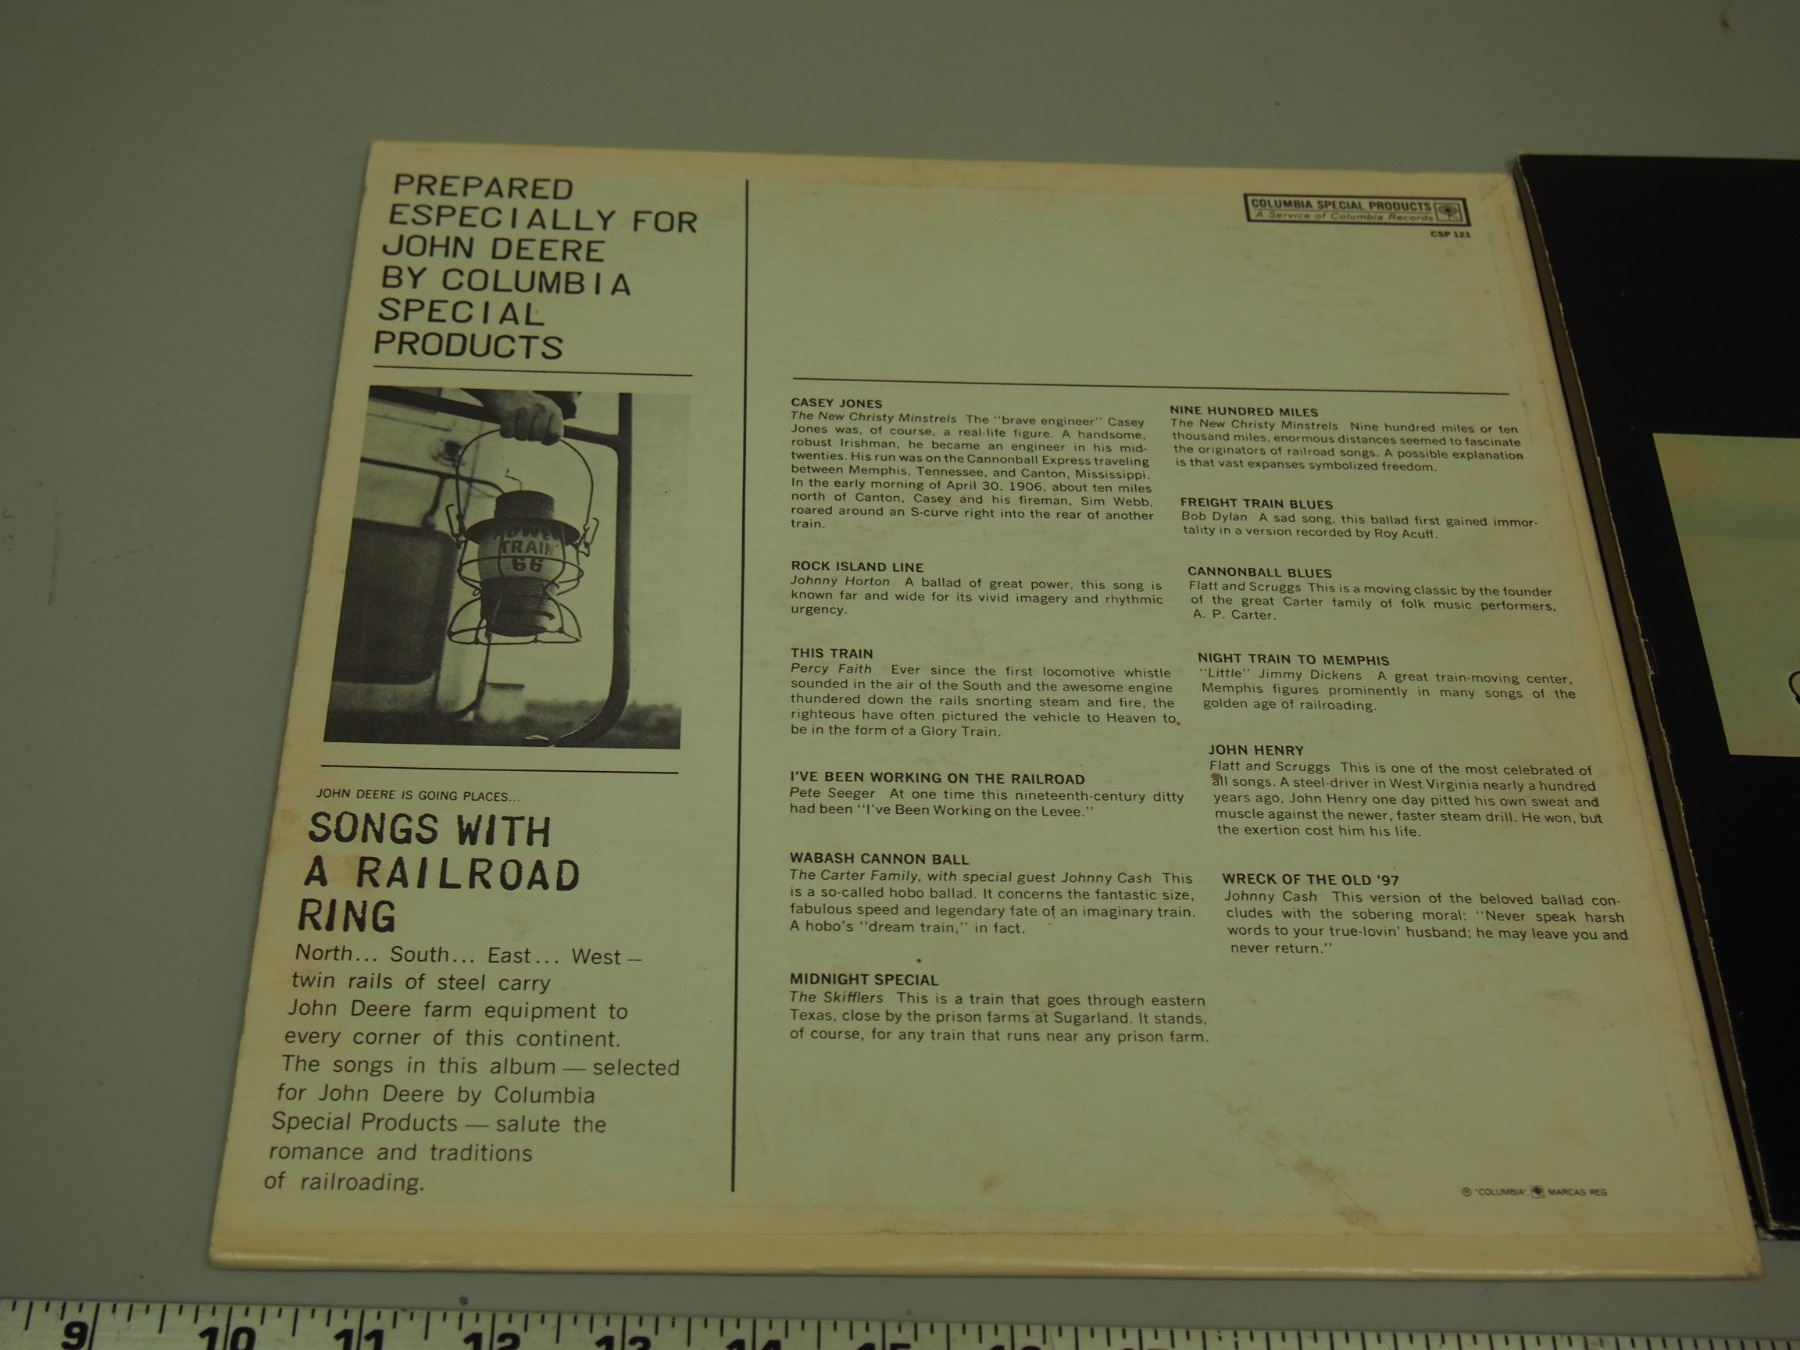 PREPARED
ESPECIALLY FOR
JOHN DEERE
BY COLUMBIA
SPECIAL
PRODUCTS
TRAIN
66
JOHN DEERE IS GOING PLACES...
SONGS WITH
A RAILROAD
RING
North... South... East... West —
twin rails of steel carry
John Deere farm equipment to
every corner of this continent.
The songs in this album — selected
for John Deere by Columbia
Special Products — salute the
romance and traditions
of railroading.
COLUMBIA SPECIAL PRODUCTS
A Service of Columbia Records
CSP 121
CASEY JONES
The New Christy Minstrels The "brave engineer" Casey
Jones was, of course, a real-life figure. A handsome,
robust Irishman, he became an engineer in his mid-
twenties. His run was on the Cannonball Express traveling
between Memphis, Tennessee, and Canton, Mississippi.
In the early morning of April 30, 1906, about ten miles
north of Canton, Casey and his fireman, Sim Webb,
roared around an S-curve right into the rear of another
train.
ROCK ISLAND LINE
Johnny Horton A ballad of great power, this song is
known far and wide for its vivid imagery and rhythmic
urgency.
THIS TRAIN
Percy Faith Ever since the first locomotive whistle
sounded in the air of the South and the awesome engine
thundered down the rails snorting steam and fire, the
righteous have often pictured the vehicle to Heaven to
be in the form of a Glory Train.
I'VE BEEN WORKING ON THE RAILROAD
Pete Seeger At one time this nineteenth-century ditty
had been "I've Been Working on the Levee."
WABASH CANNON BALL
The Carter Family, with special guest Johnny Cash This
is a so-called hobo ballad. It concerns the fantastic size,
fabulous speed and legendary fate of an imaginary train.
A hobo's "dream train," in fact.
MIDNIGHT SPECIAL
The Skifflers This is a train that goes through eastern
Texas, close by the prison farms at Sugarland. It stands,
of course, for any train that runs near any prison farm.
NINE HUNDRED MILES
The New Christy Minstrels Nine hundred miles or ten
thousand miles, enormous distances seemed to fascinate
the originators of railroad songs. A possible explanation
is that vast expanses symbolized freedom.
FREIGHT TRAIN BLUES
Bob Dylan A sad song, this ballad first gained immor-
tality in a version recorded by Roy Acuff.
CANNONBALL BLUES
Flatt and Scruggs This is a moving classic by the founder
of the great Carter family of folk music performers,
A. P. Carter.
NIGHT TRAIN TO MEMPHIS
"Little" Jimmy Dickens A great train-moving center,
Memphis figures prominently in many songs of the
golden age of railroading.
JOHN HENRY
Flatt and Scruggs This is one of the most celebrated of
all songs. A steel-driver in West Virginia nearly a hundred
years ago, John Henry one day pitted his own sweat and
muscle against the newer, faster steam drill. He won, but
the exertion cost him his life.
WRECK OF THE OLD '97
Johnny Cash This version of the beloved ballad con-
cludes with the sobering moral: "Never speak harsh
words to your true-lovin' husband; he may leave you and
never return."
® "COLUMBIA", MARCAS REG
9 10 11 12 13 14 15